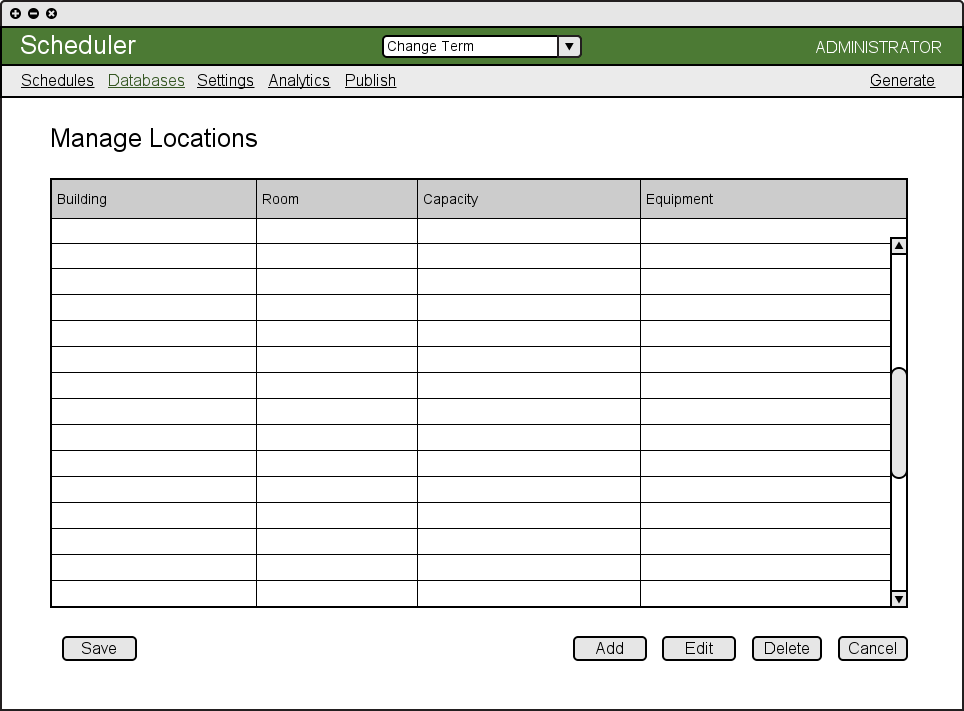 Scheduler Change Term ADMINISTRATOR
Schedules Databases Settings Analytics Publish Generate
Manage Locations
Building Room Capacity Equipment
Save Add Edit Delete Cancel